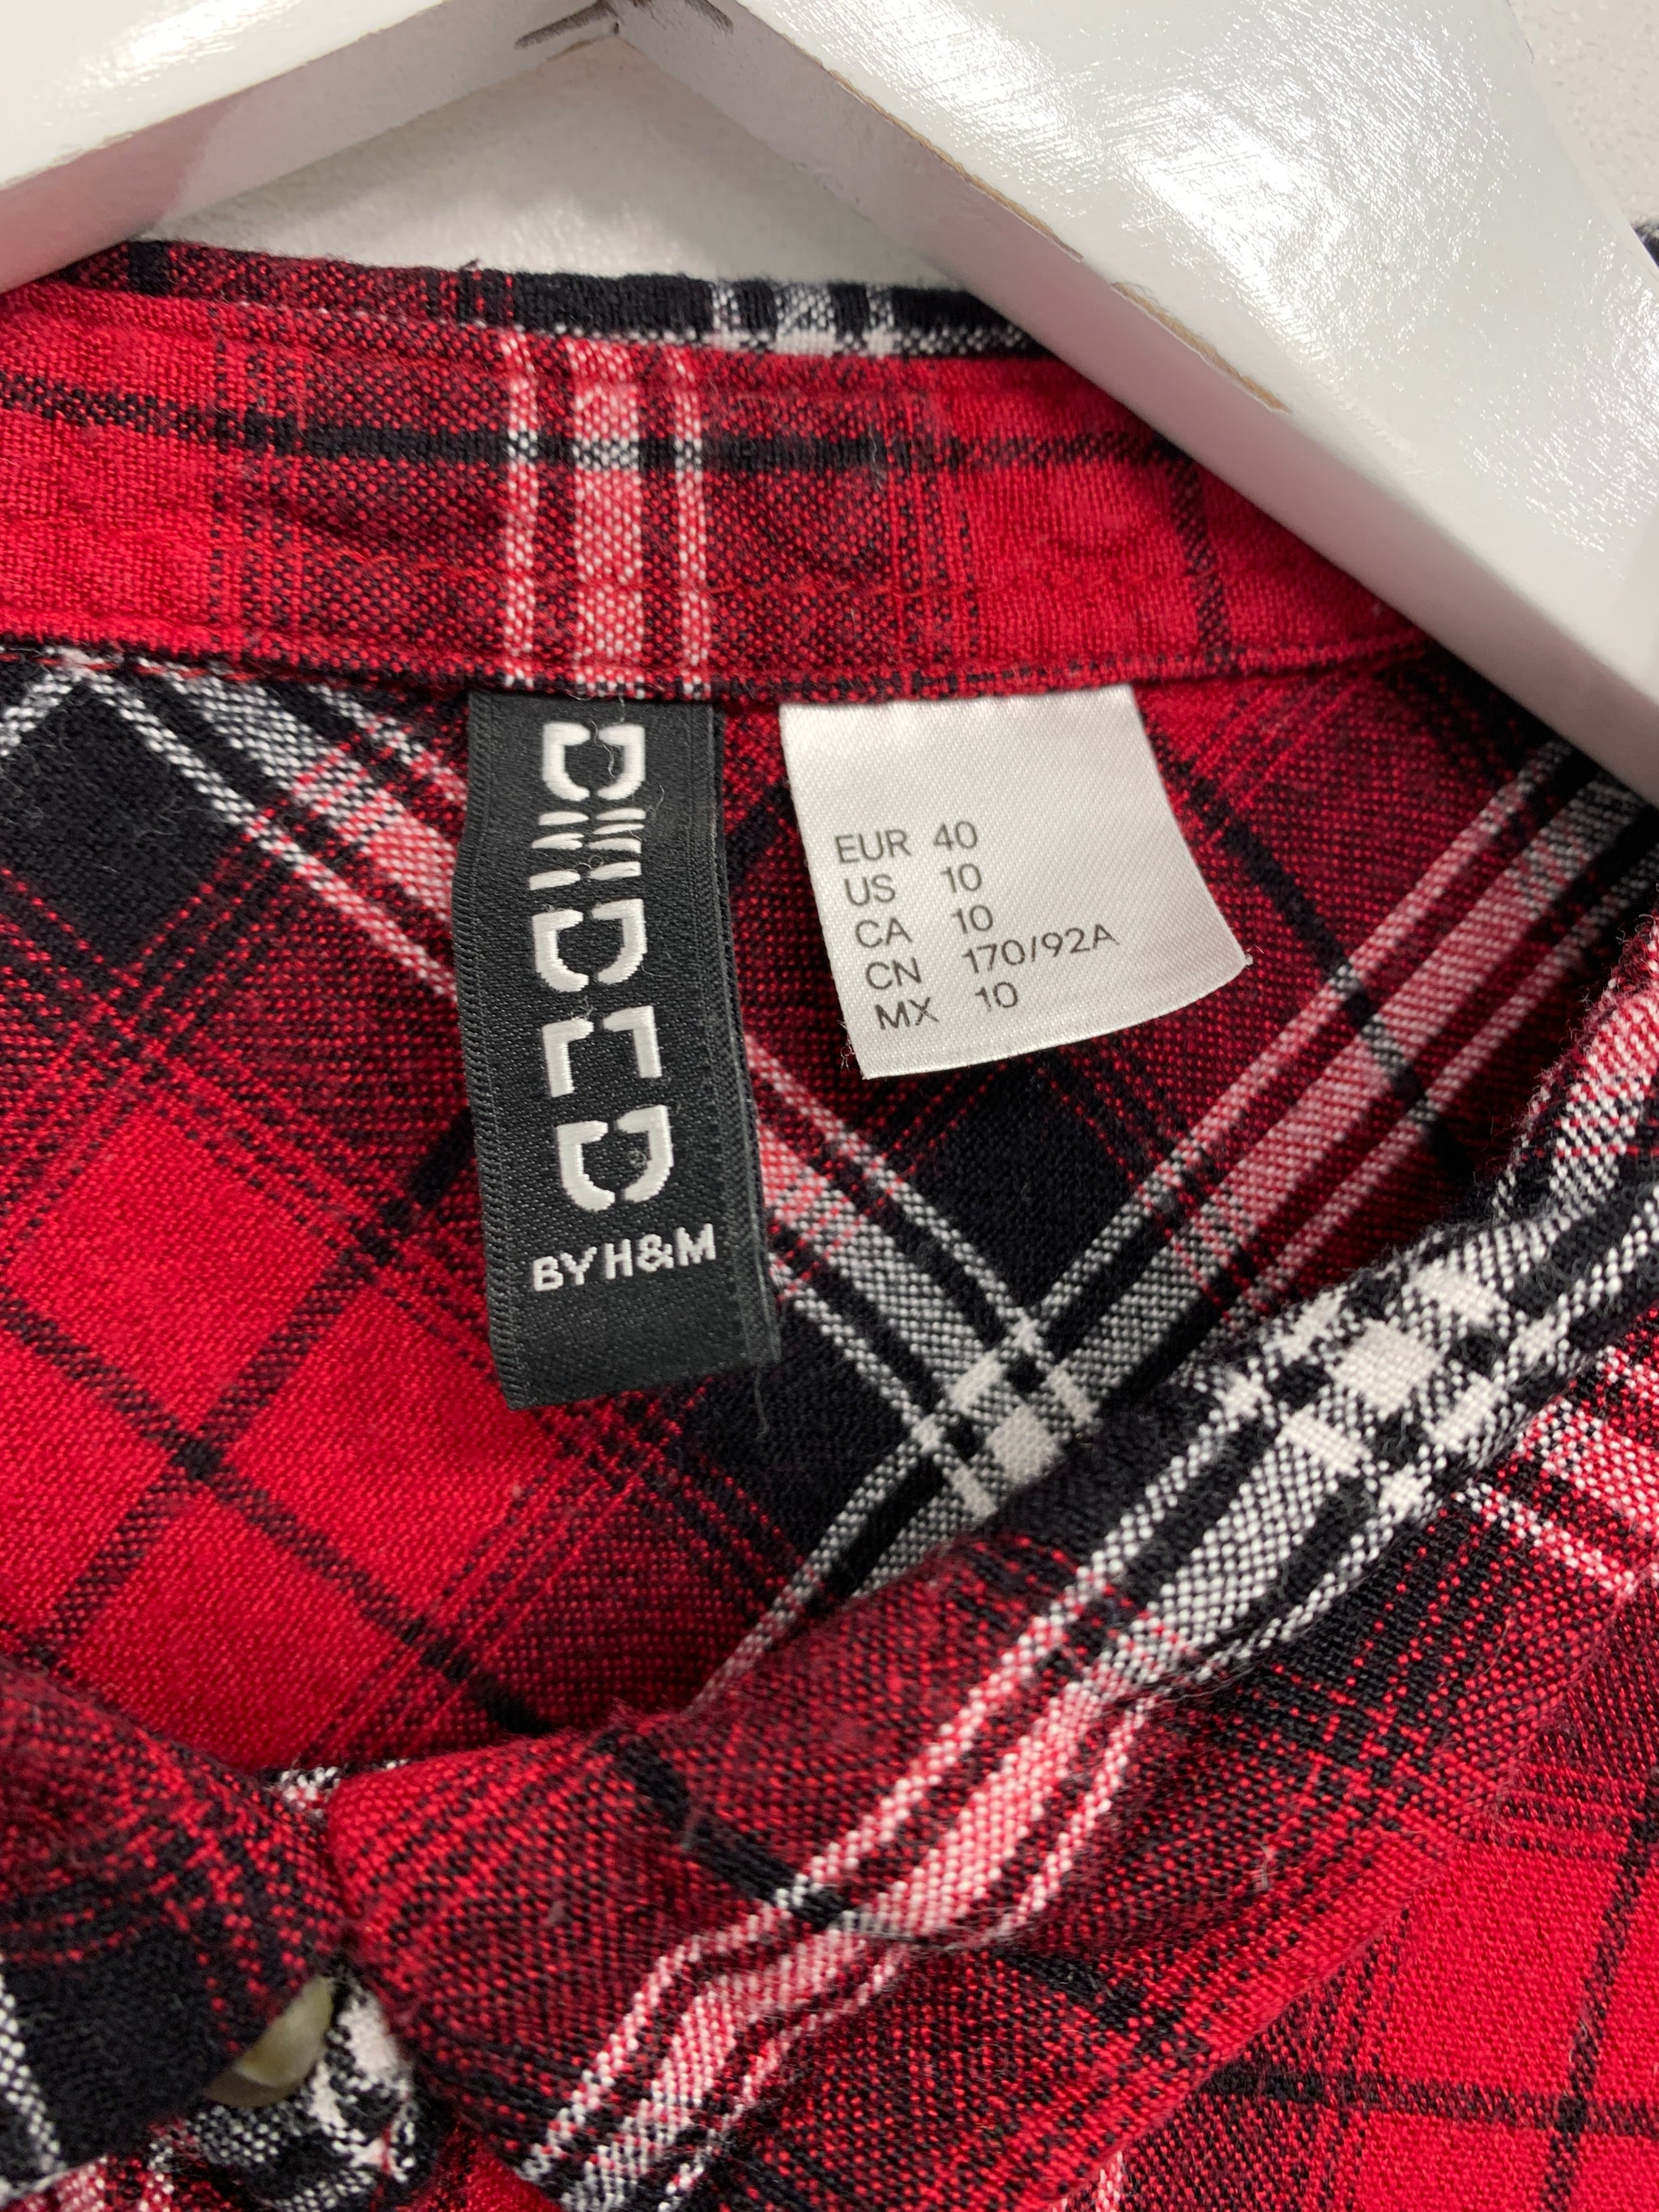 DIVIDED
BY H&M
EUR 40
US 10
CA 10
CN 170/92A
MX 10